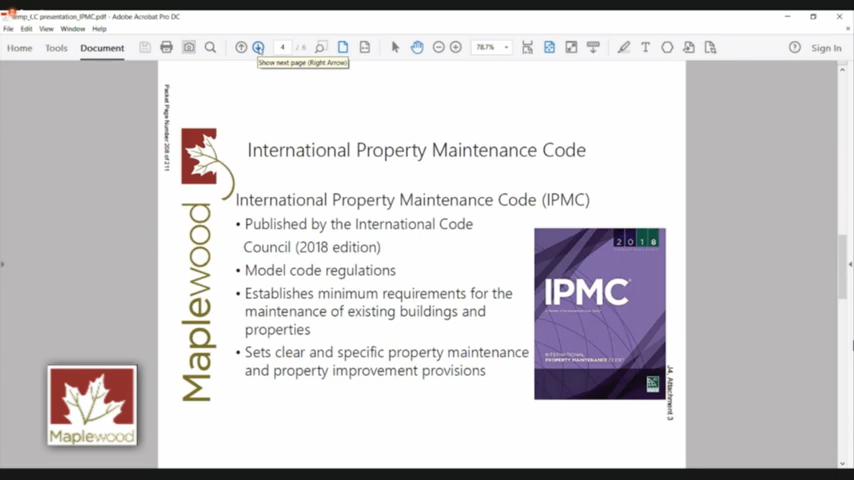 temp_CC presentation_IPMC.pdf - Adobe Acrobat Pro DC
File Edit View Window Help
Home Tools Document
4 / 6
78.7%
Sign In
Show next page (Right Arrow)
Packet Page Number 208 of 211
Maplewood
International Property Maintenance Code
International Property Maintenance Code (IPMC)
• Published by the International Code
Council (2018 edition)
• Model code regulations
• Establishes minimum requirements for the
maintenance of existing buildings and
properties
• Sets clear and specific property maintenance
and property improvement provisions
2018
IPMC
INTERNATIONAL
PROPERTY MAINTENANCE CODE
J4, Attachment 3
Maplewood